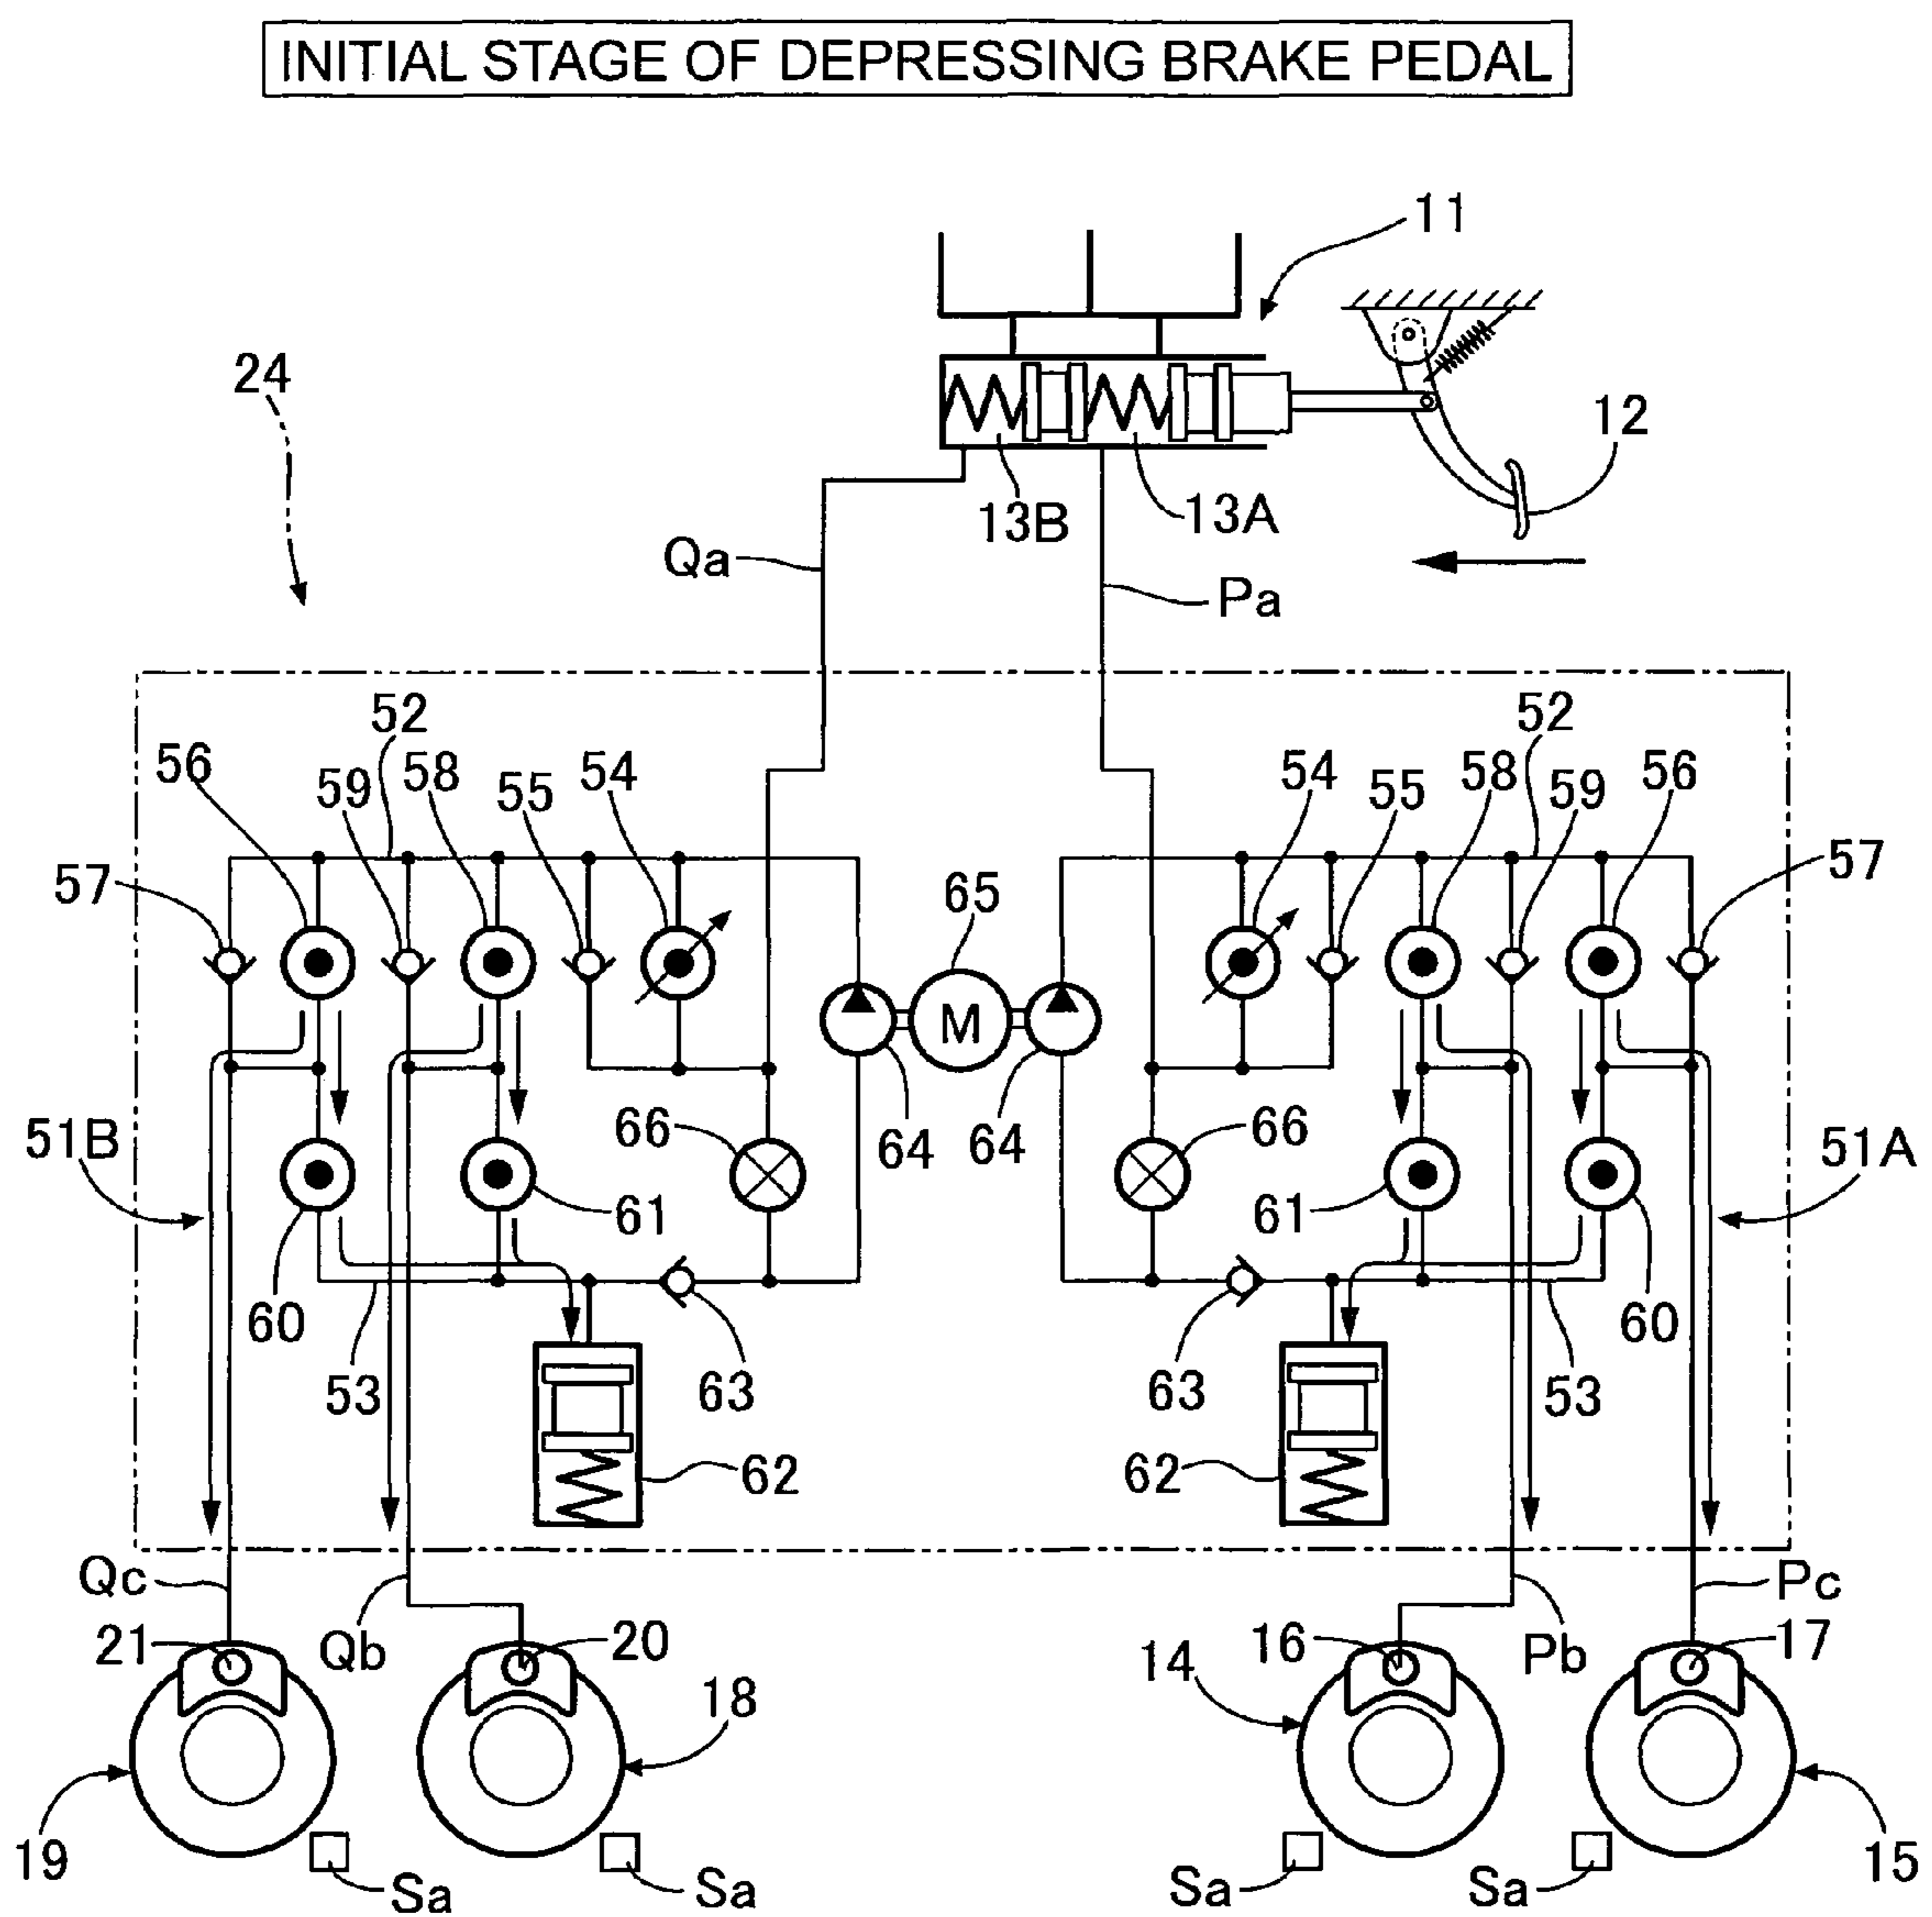 INITIAL STAGE OF DEPRESSING BRAKE PEDAL
11
24
12
13B
13A
Qa
Pa
52
52
56
59
58
55
54
54
55
58
59
56
57
65
57
M
51B
66
64
64
66
51A
61
61
60
53
63
63
53
60
62
62
Qc
Pc
21
Qb
20
16
Pb
17
14
18
19
15
Sa
Sa
Sa
Sa